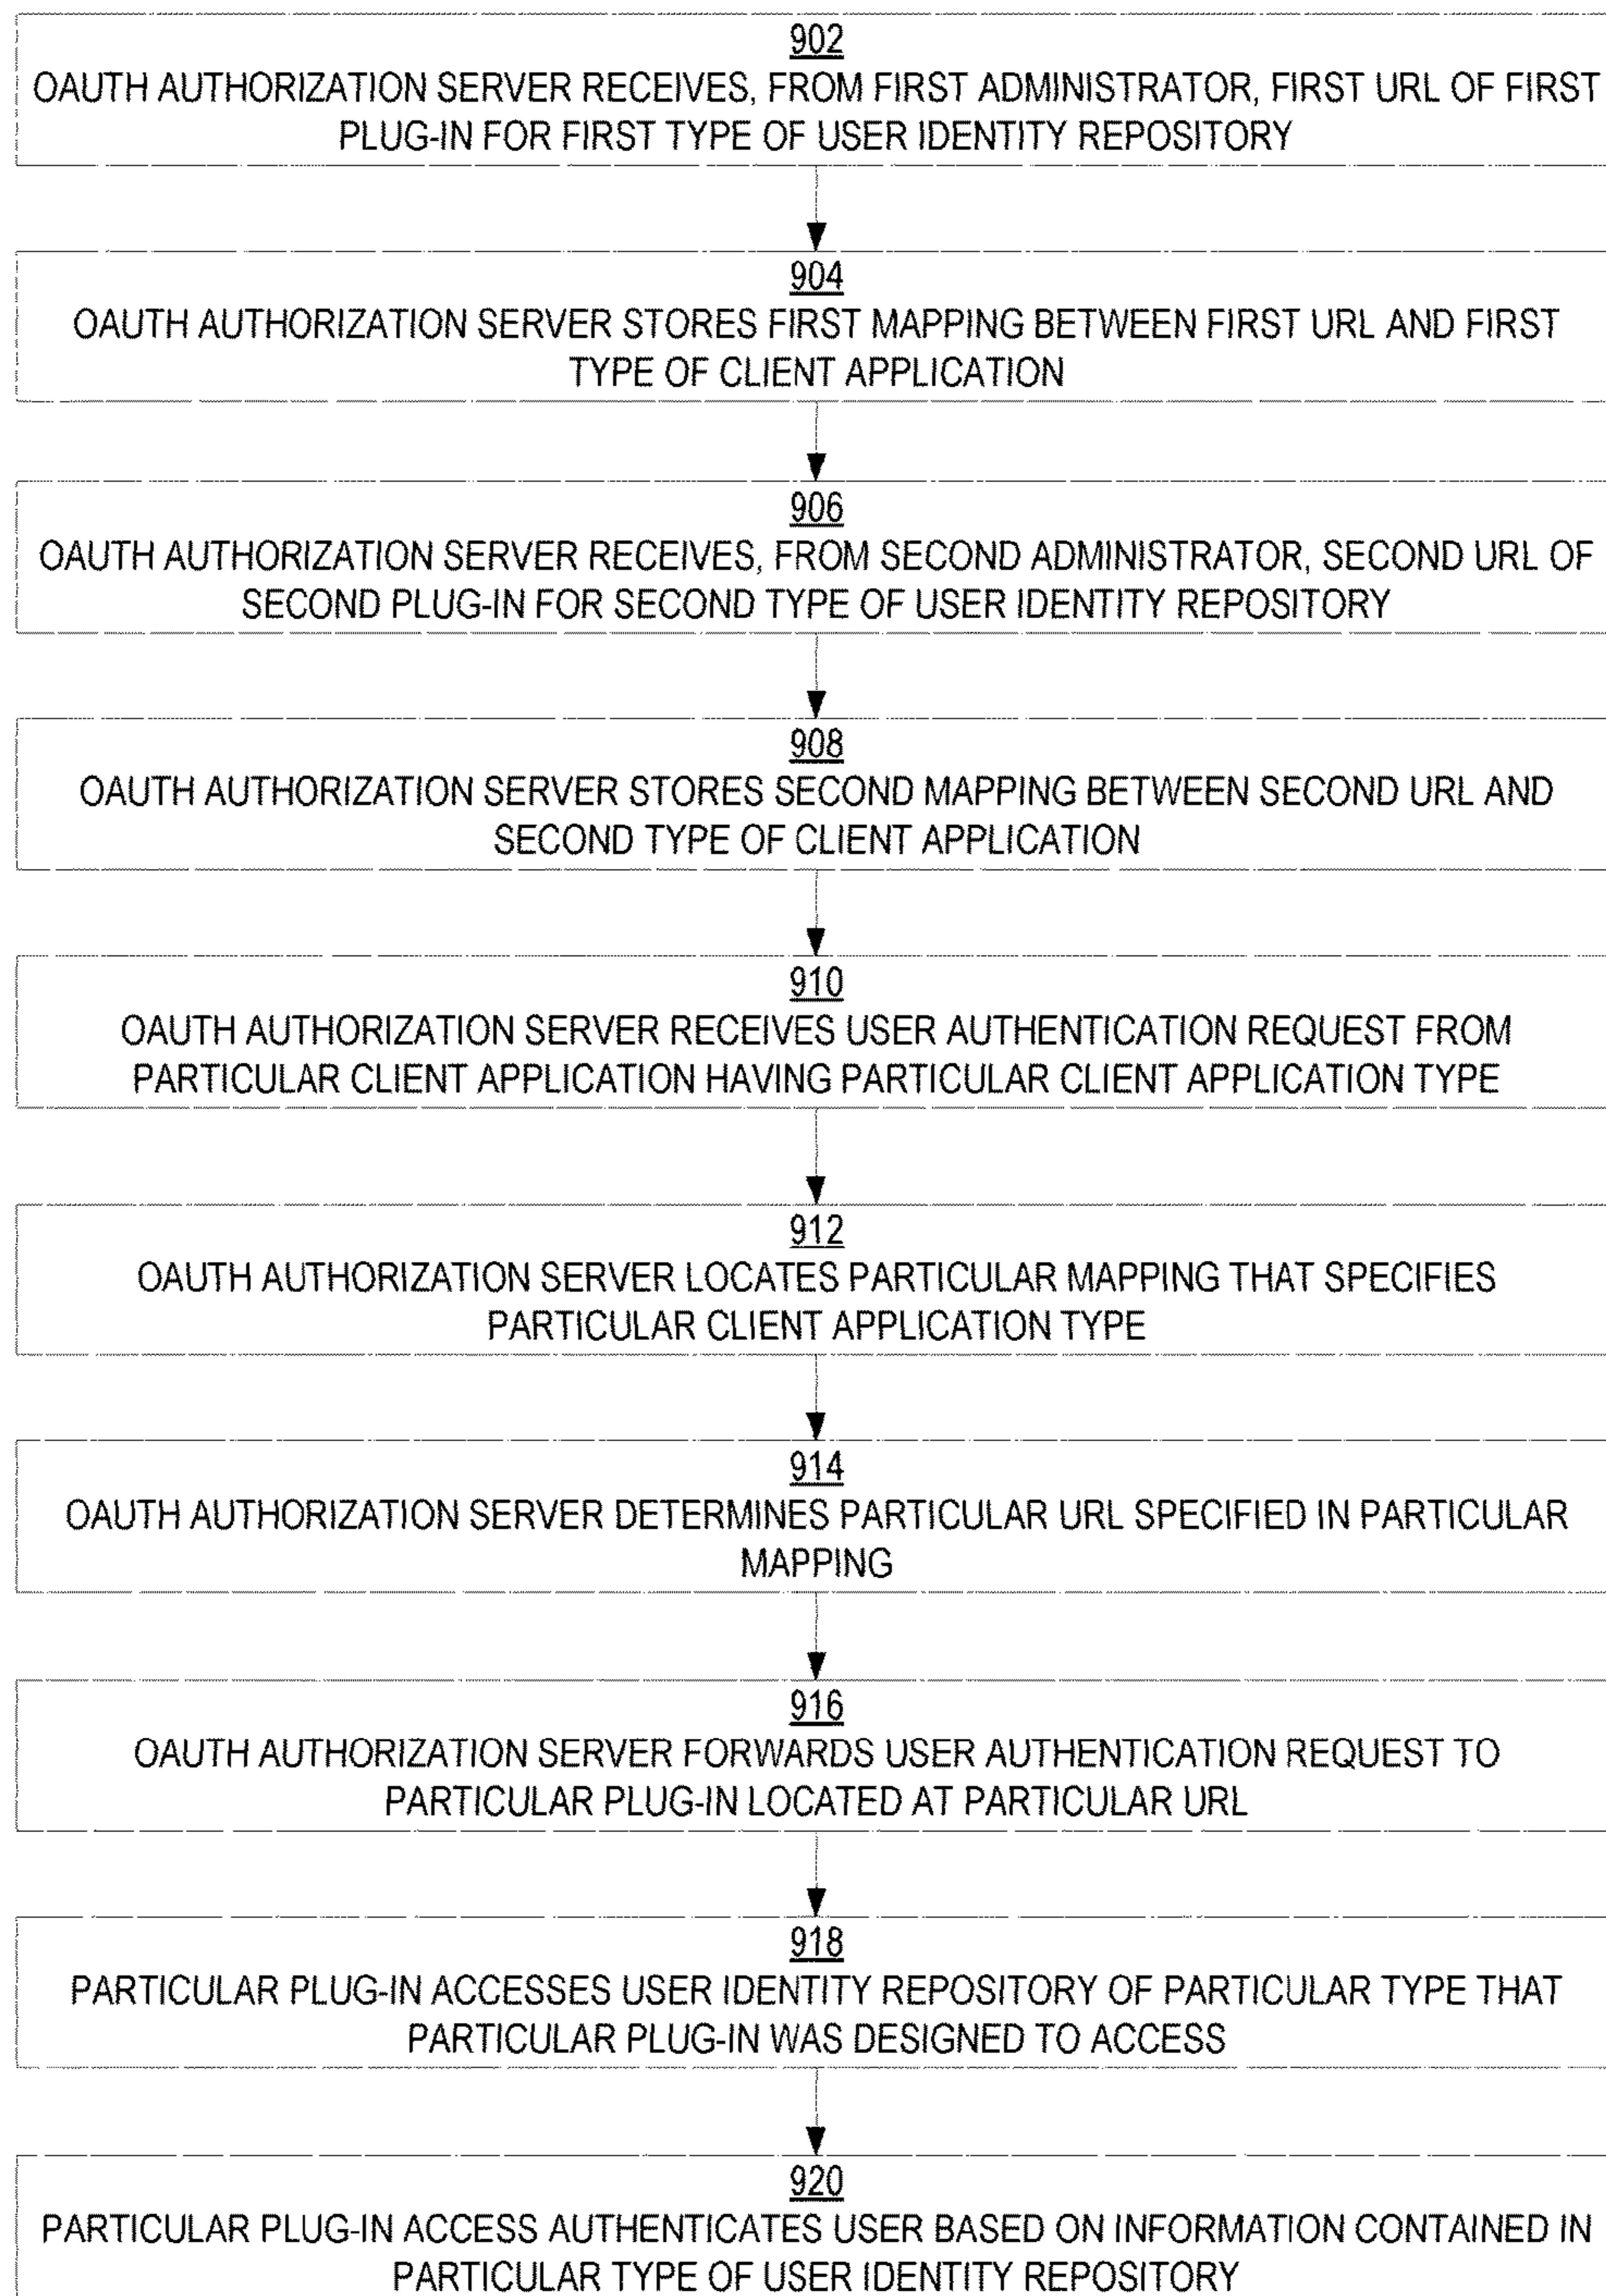 902
OAUTH AUTHORIZATION SERVER RECEIVES, FROM FIRST ADMINISTRATOR, FIRST URL OF FIRST
PLUG-IN FOR FIRST TYPE OF USER IDENTITY REPOSITORY
904
OAUTH AUTHORIZATION SERVER STORES FIRST MAPPING BETWEEN FIRST URL AND FIRST
TYPE OF CLIENT APPLICATION
906
OAUTH AUTHORIZATION SERVER RECEIVES, FROM SECOND ADMINISTRATOR, SECOND URL OF
SECOND PLUG-IN FOR SECOND TYPE OF USER IDENTITY REPOSITORY
908
OAUTH AUTHORIZATION SERVER STORES SECOND MAPPING BETWEEN SECOND URL AND
SECOND TYPE OF CLIENT APPLICATION
910
OAUTH AUTHORIZATION SERVER RECEIVES USER AUTHENTICATION REQUEST FROM
PARTICULAR CLIENT APPLICATION HAVING PARTICULAR CLIENT APPLICATION TYPE
912
OAUTH AUTHORIZATION SERVER LOCATES PARTICULAR MAPPING THAT SPECIFIES
PARTICULAR CLIENT APPLICATION TYPE
914
OAUTH AUTHORIZATION SERVER DETERMINES PARTICULAR URL SPECIFIED IN PARTICULAR
MAPPING
916
OAUTH AUTHORIZATION SERVER FORWARDS USER AUTHENTICATION REQUEST TO
PARTICULAR PLUG-IN LOCATED AT PARTICULAR URL
918
PARTICULAR PLUG-IN ACCESSES USER IDENTITY REPOSITORY OF PARTICULAR TYPE THAT
PARTICULAR PLUG-IN WAS DESIGNED TO ACCESS
920
PARTICULAR PLUG-IN ACCESS AUTHENTICATES USER BASED ON INFORMATION CONTAINED IN
PARTICULAR TYPE OF USER IDENTITY REPOSITORY